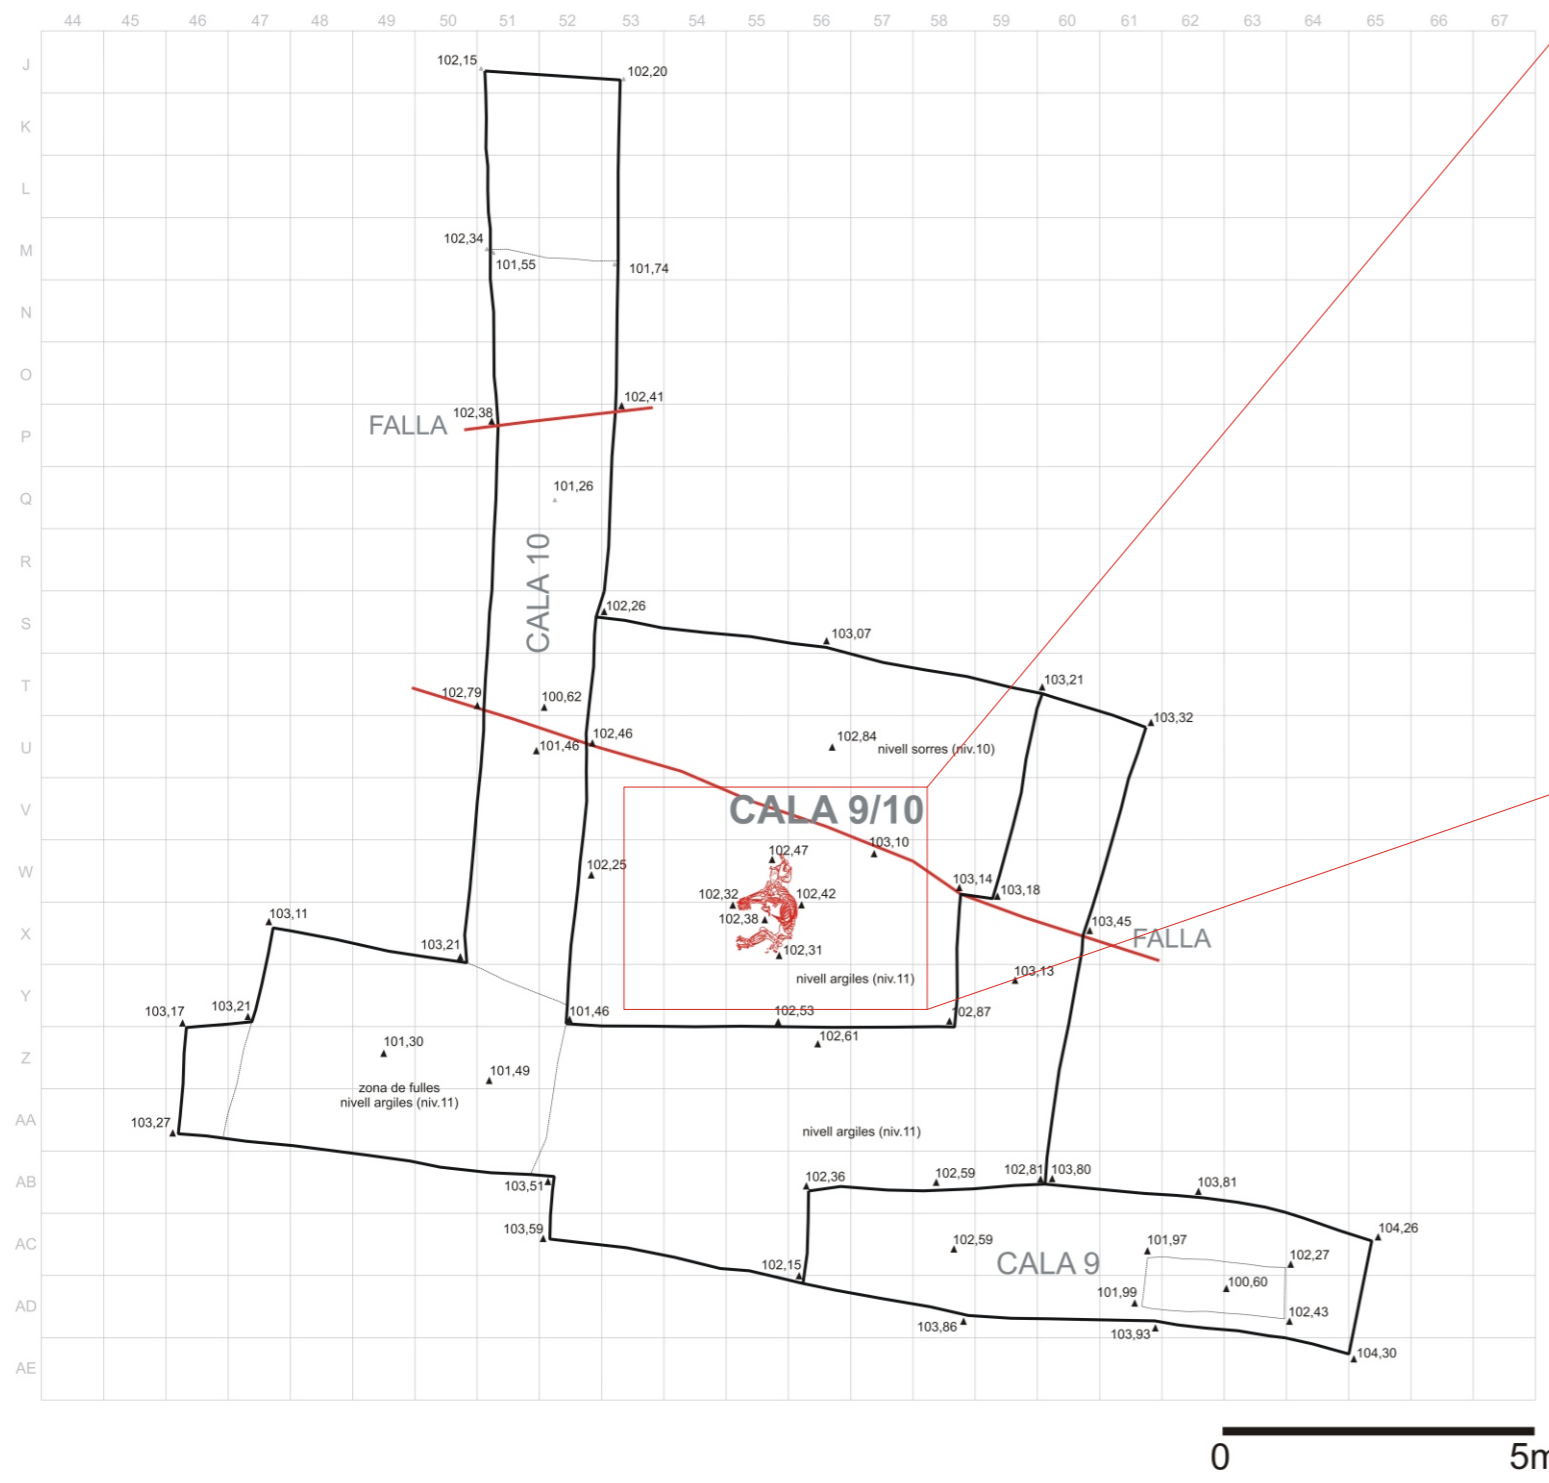 44 45 46 47 48 49 50 51 52 53 54 55 56 57 58 59 60 61 62 63 64 65 66 67
J
102,15
102,20
K
L
M
102,34
101,55
101,74
N
O
102,41
102,38
FALLA
P
101,26
Q
CALA 10
R
102,26
S
103,07
103,21
T
102,79
100,62
103,32
102,46
101,46
102,84
U
nivell sorres (niv.10)
V
CALA 9/10
103,10
102,47
W
102,25
103,14
103,18
102,32
102,42
102,38
103,11
103,45
X
103,21
FALLA
102,31
103,13
nivell argiles (niv.11)
Y
103,17
103,21
101,46
102,53
102,87
102,61
101,30
Z
101,49
zona de fulles
nivell argiles (niv.11)
AA
103,27
nivell argiles (niv.11)
AB
102,36
102,59
102,81
103,80
103,81
103,51
103,59
AC
102,59
101,97
104,26
102,27
CALA 9
102,15
100,60
101,99
AD
102,43
103,86
103,93
104,30
AE
0
5m